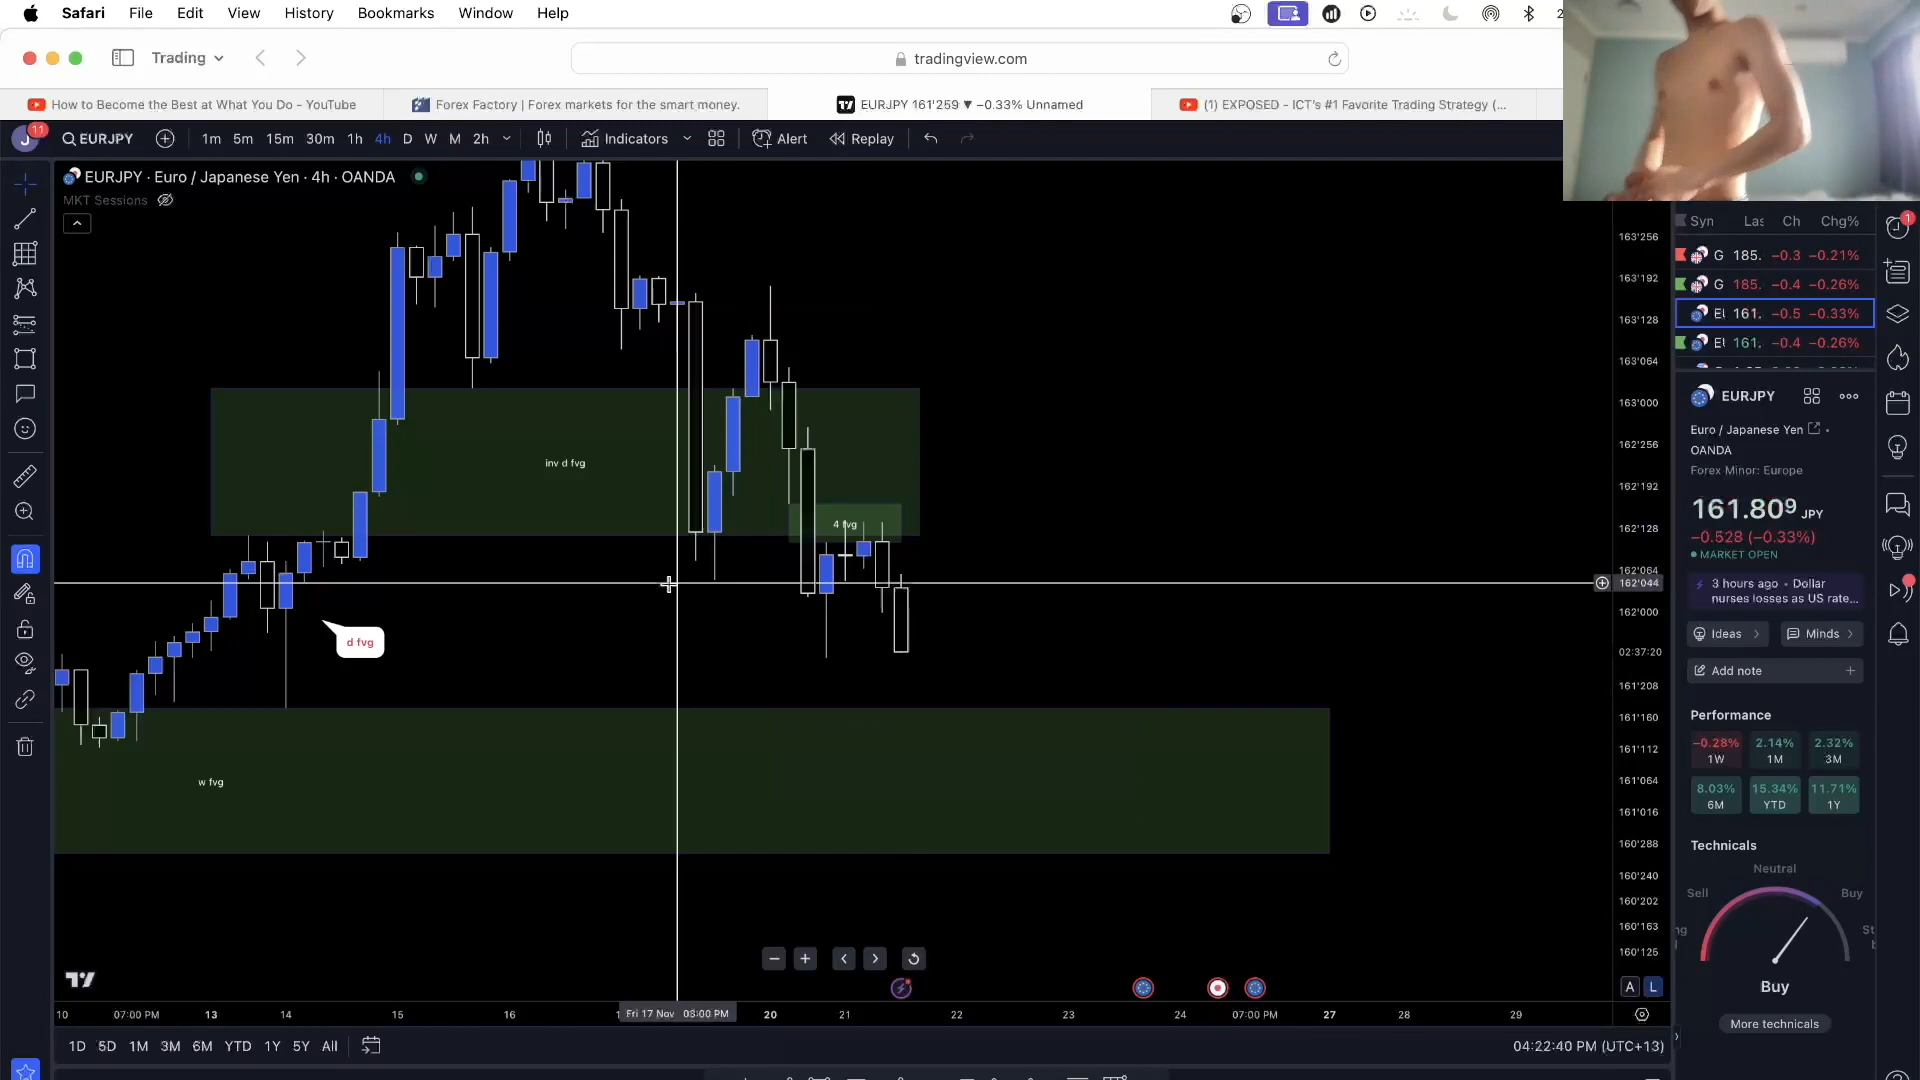 Safari File Edit View History Bookmarks Window Help
Trading
tradingview.com
How to Become the Best at What You Do - YouTube
Forex Factory | Forex markets for the smart money.
EURJPY 161'259 ▼ −0.33% Unnamed
(1) EXPOSED - ICT's #1 Favorite Trading Strategy (...
J 11 EURJPY 1m 5m 15m 30m 1h 4h D W M 2h Indicators Alert Replay
EURJPY · Euro / Japanese Yen · 4h · OANDA
MKT Sessions
inv d fvg
4 fvg
d fvg
w fvg
163'256
163'192
163'128
163'064
163'000
162'256
162'192
162'128
162'064
162'044
162'000
02:37:20
161'208
161'160
161'112
161'064
161'016
160'288
160'240
160'202
160'163
160'125
A L
10 07:00 PM 13 14 15 16 Fri 17 Nov 08:00 PM 20 21 22 23 24 07:00 PM 27 28 29
1D 5D 1M 3M 6M YTD 1Y 5Y All
04:22:40 PM (UTC+13)
Syn Las Ch Chg%
G 185. −0.3 −0.21%
G 185. −0.4 −0.26%
161. −0.5 −0.33%
161. −0.4 −0.26%
EURJPY
Euro / Japanese Yen
OANDA
Forex Minor: Europe
161.809 JPY
−0.528 (−0.33%)
MARKET OPEN
3 hours ago • Dollar
nurses losses as US rate...
Ideas Minds
Add note
Performance
−0.28% 2.14% 2.32%
1W 1M 3M
8.03% 15.34% 11.71%
6M YTD 1Y
Technicals
Neutral
Sell Buy
Buy
More technicals
1